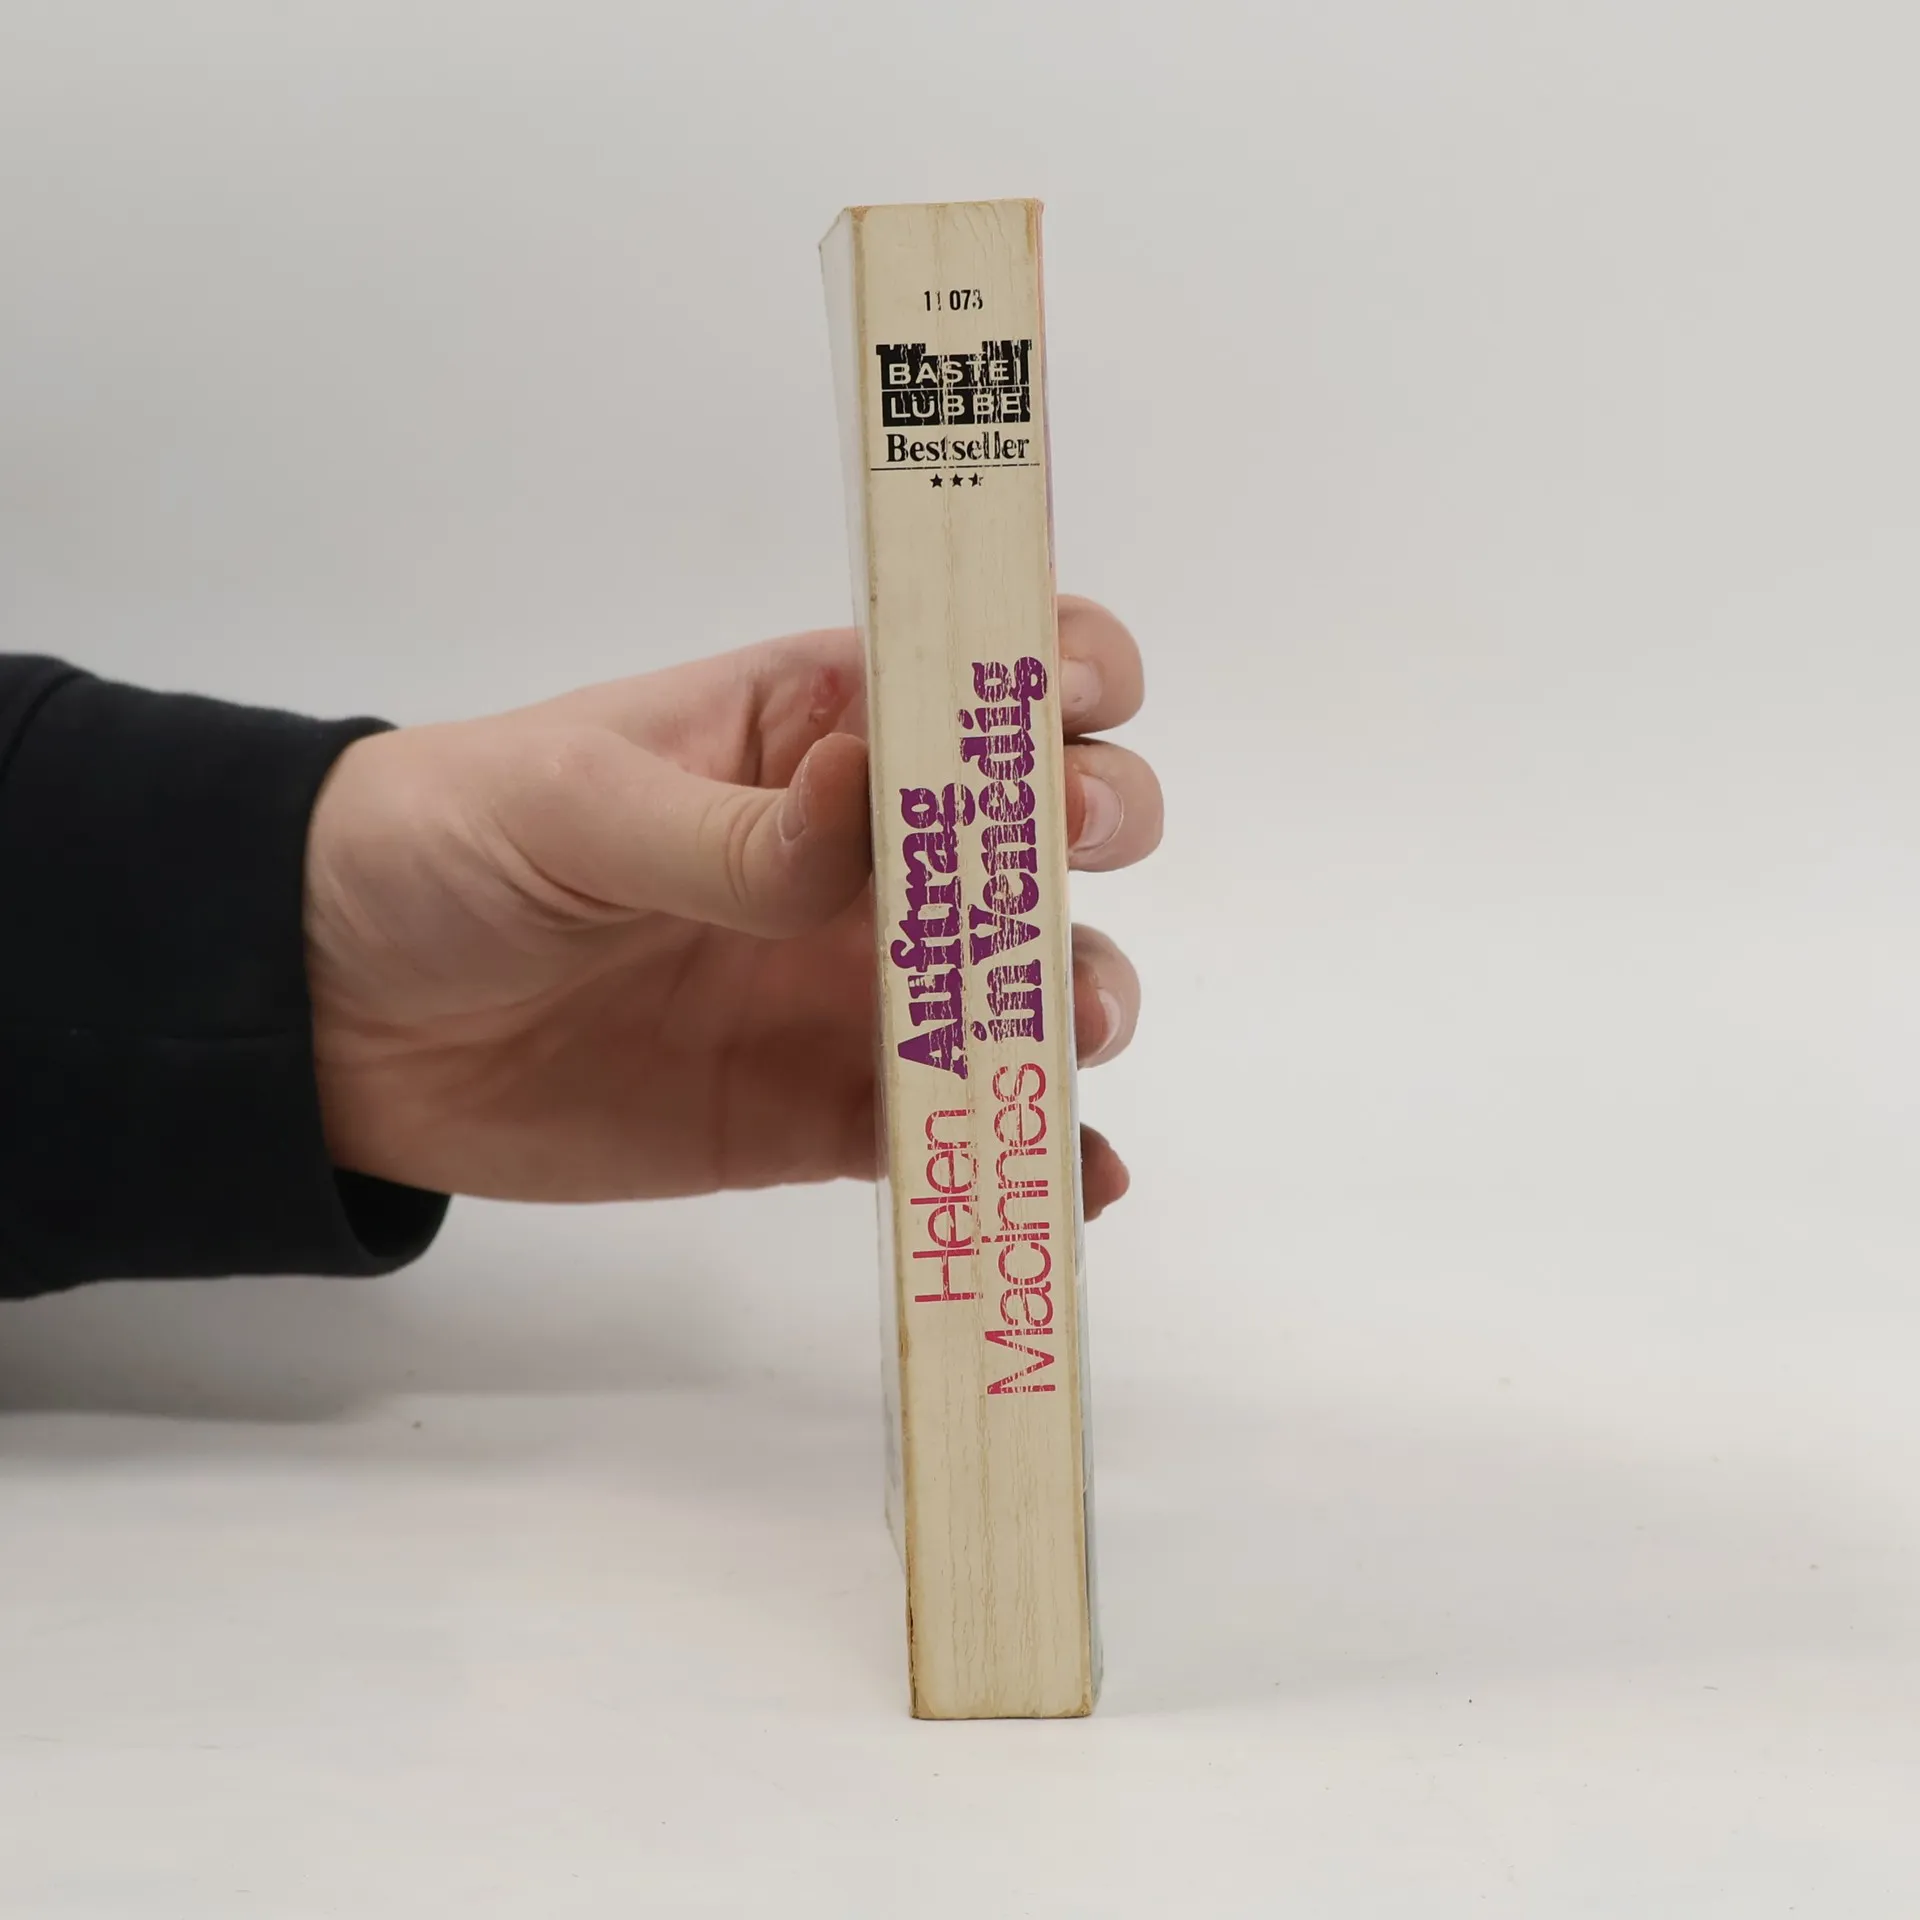 11 073
BASTEI
LÜBBE
Bestseller
Helen Auftrag
MacInnes in Venedig